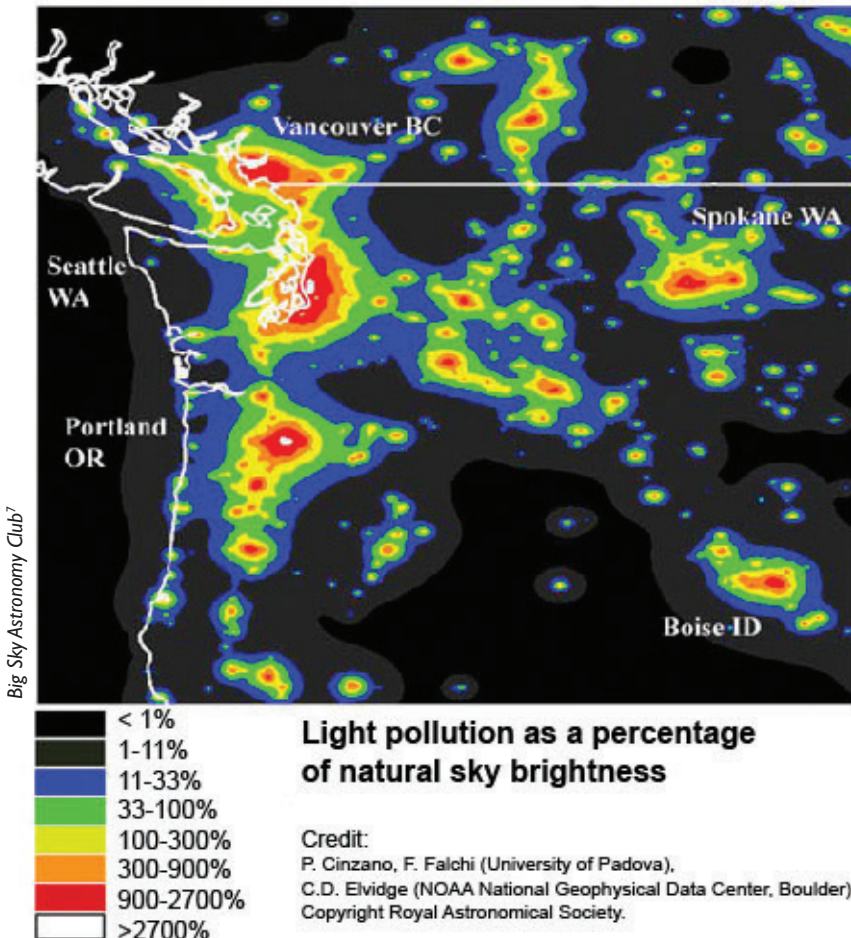 Vancouver BC
Spokane WA
Seattle
WA
Portland
OR
Boise ID
Big Sky Astronomy Club⁷
< 1%
1-11%
11-33%
33-100%
100-300%
300-900%
900-2700%
>2700%
Light pollution as a percentage
of natural sky brightness
Credit:
P. Cinzano, F. Falchi (University of Padova),
C.D. Elvidge (NOAA National Geophysical Data Center, Boulder)
Copyright Royal Astronomical Society.